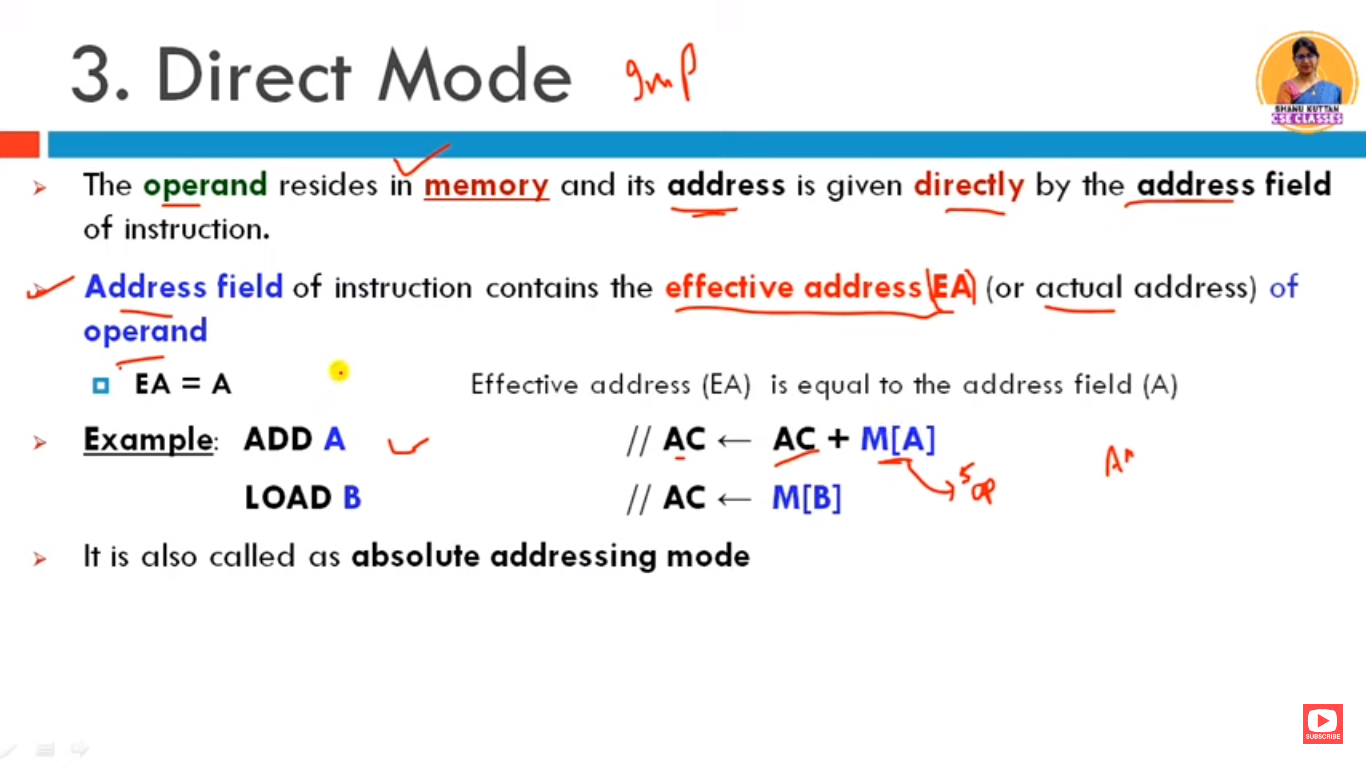 3. Direct Mode Imp
SHANU KUTTAN
CSE CLASSES
The operand resides in memory and its address is given directly by the address field
of instruction.
Address field of instruction contains the effective address (EA) (or actual address) of
operand
EA = A Effective address (EA) is equal to the address field (A)
Example: ADD A // AC ← AC + M[A]
5 op
LOAD B // AC ← M[B]
It is also called as absolute addressing mode
SUBSCRIBE